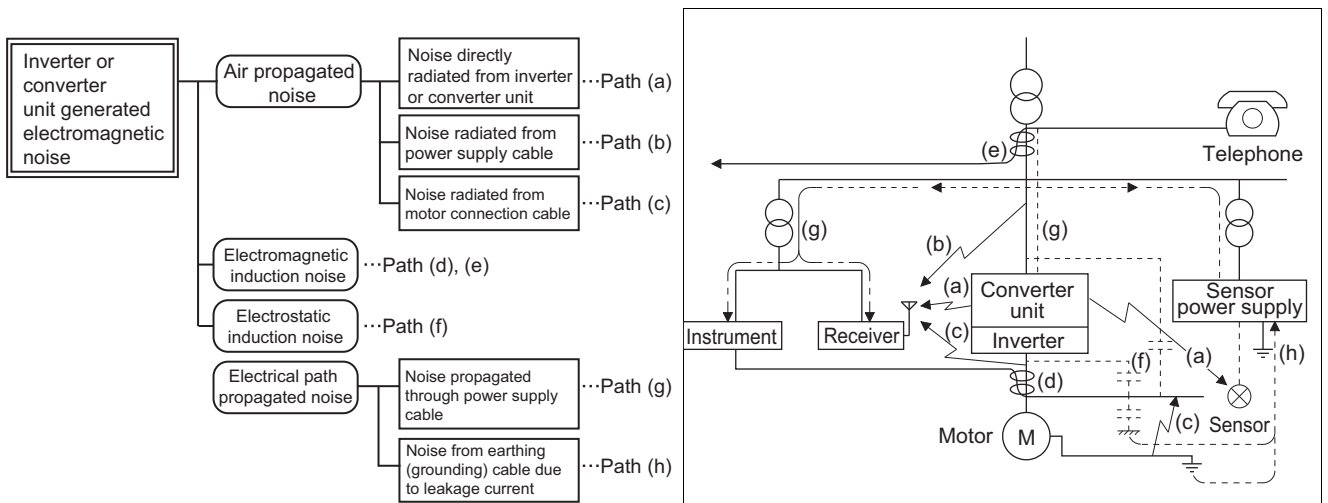 Inverter or
converter
unit generated
electromagnetic
noise
Air propagated
noise
Noise directly
radiated from inverter
or converter unit
···Path (a)
Noise radiated from
power supply cable
···Path (b)
Noise radiated from
motor connection cable
···Path (c)
Electromagnetic
induction noise
···Path (d), (e)
Electrostatic
induction noise
···Path (f)
Electrical path
propagated noise
Noise propagated
through power supply
cable
···Path (g)
Noise from earthing
(grounding) cable due
to leakage current
···Path (h)
Telephone
(e)
(g)
(b)
(g)
(a)
Converter
unit
Inverter
Sensor
power supply
Instrument
Receiver
(c)
(f)
(a)
(h)
(d)
Sensor
(c)
Motor
M